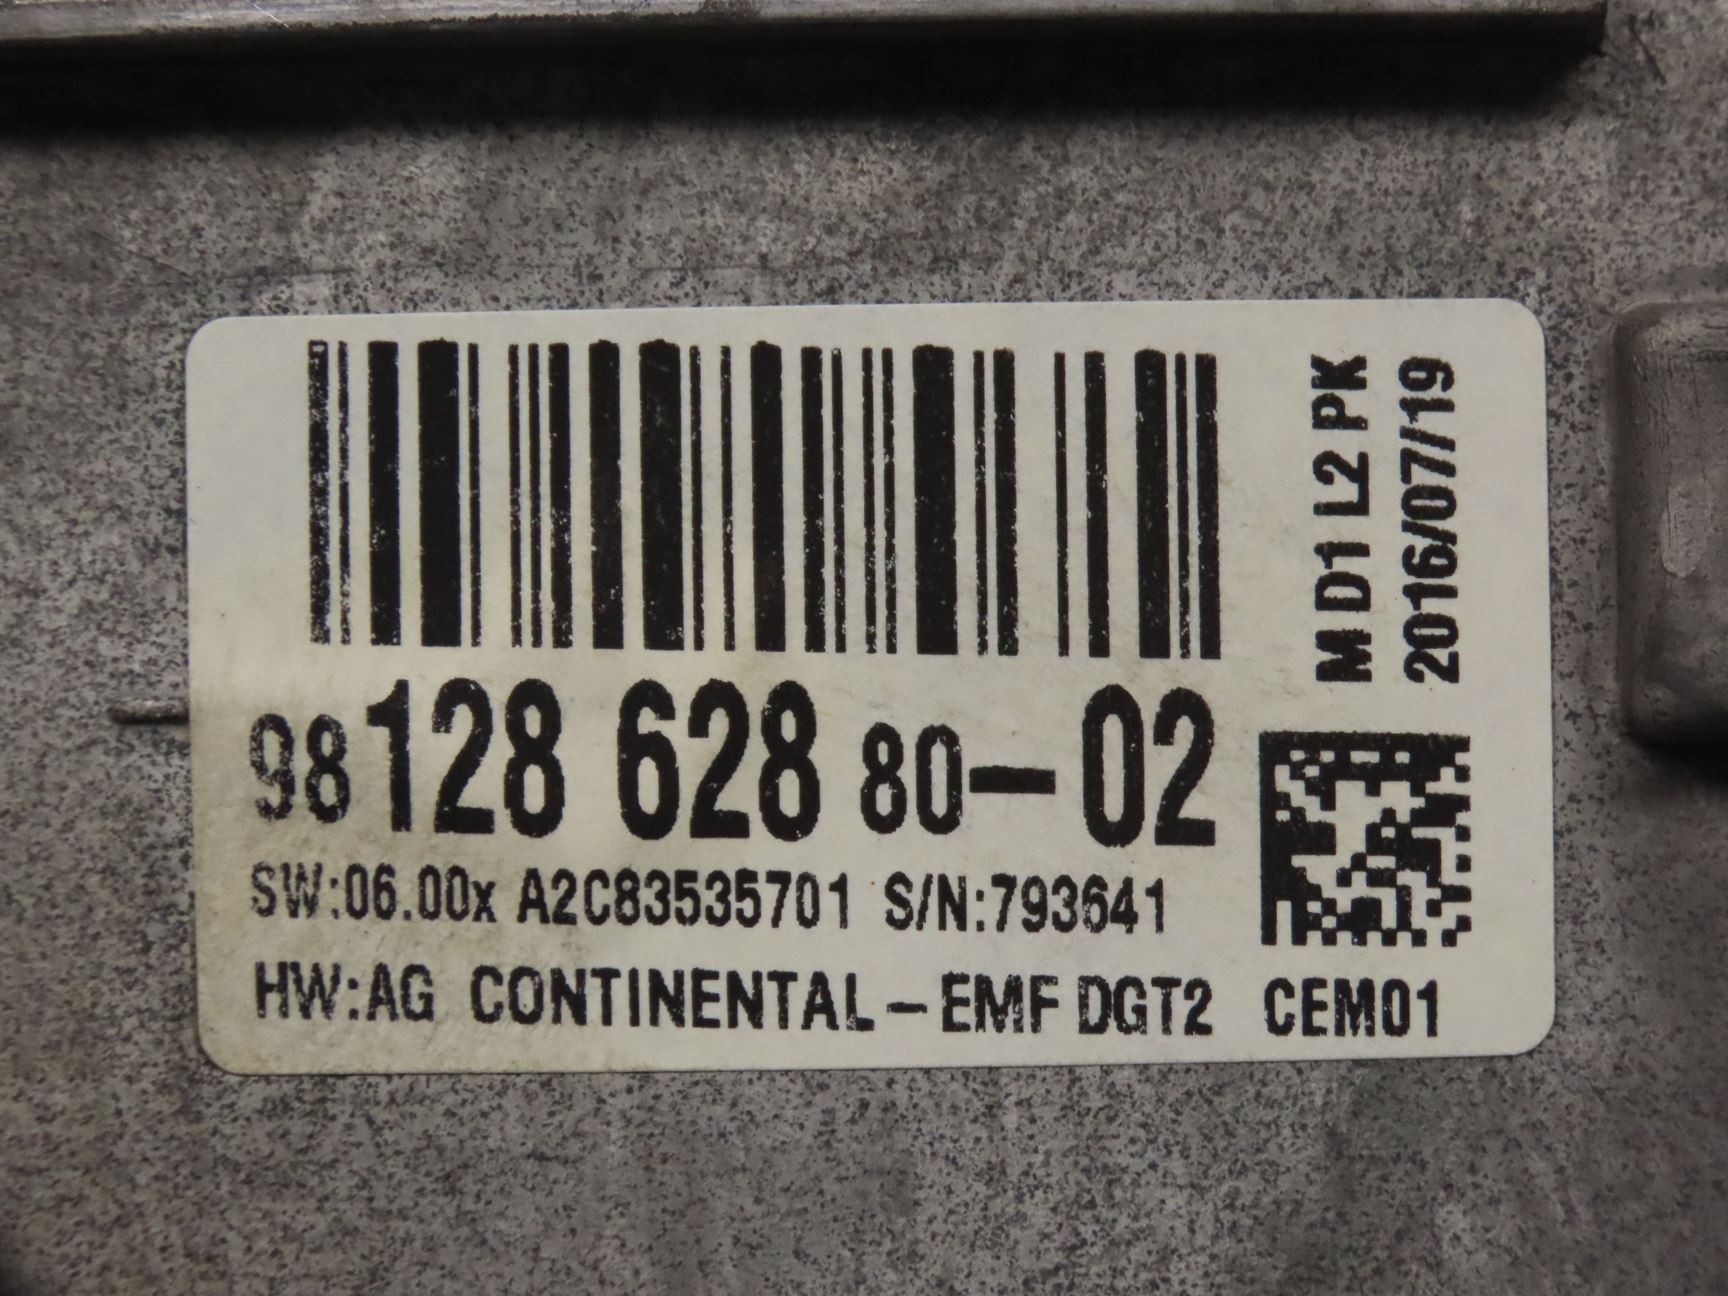 98 128 628 80-02
SW:06.00x A2C83535701 S/N:793641
HW:AG CONTINENTAL-EMF DGT2 CEM01
M D1 L2 PK
2016/07/19